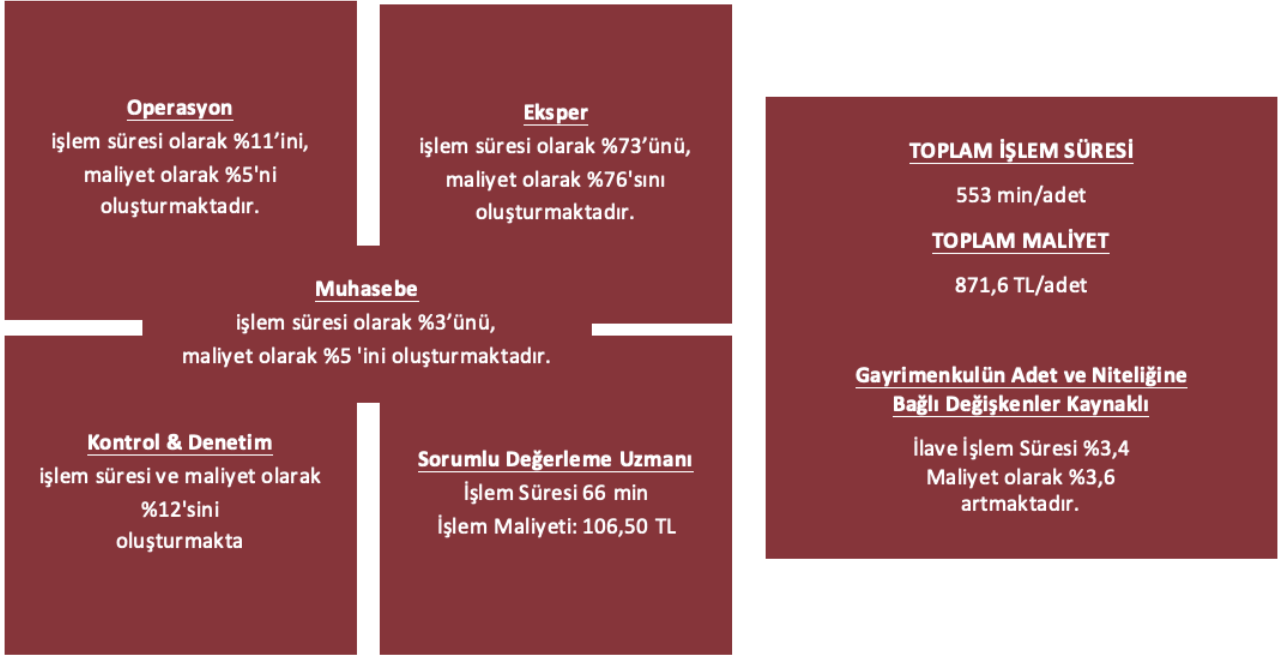 Operasyon
işlem süresi olarak %11’ini,
maliyet olarak %5'ni
oluşturmaktadır.
Eksper
işlem süresi olarak %73’ünü,
maliyet olarak %76'sını
oluşturmaktadır.
Muhasebe
işlem süresi olarak %3’ünü,
maliyet olarak %5 'ini oluşturmaktadır.
Kontrol & Denetim
işlem süresi ve maliyet olarak
%12'sini
oluşturmakta
Sorumlu Değerleme Uzmanı
İşlem Süresi 66 min
İşlem Maliyeti: 106,50 TL
TOPLAM İŞLEM SÜRESİ
553 min/adet
TOPLAM MALİYET
871,6 TL/adet
Gayrimenkulün Adet ve Niteliğine
Bağlı Değişkenler Kaynaklı
İlave İşlem Süresi %3,4
Maliyet olarak %3,6
artmaktadır.